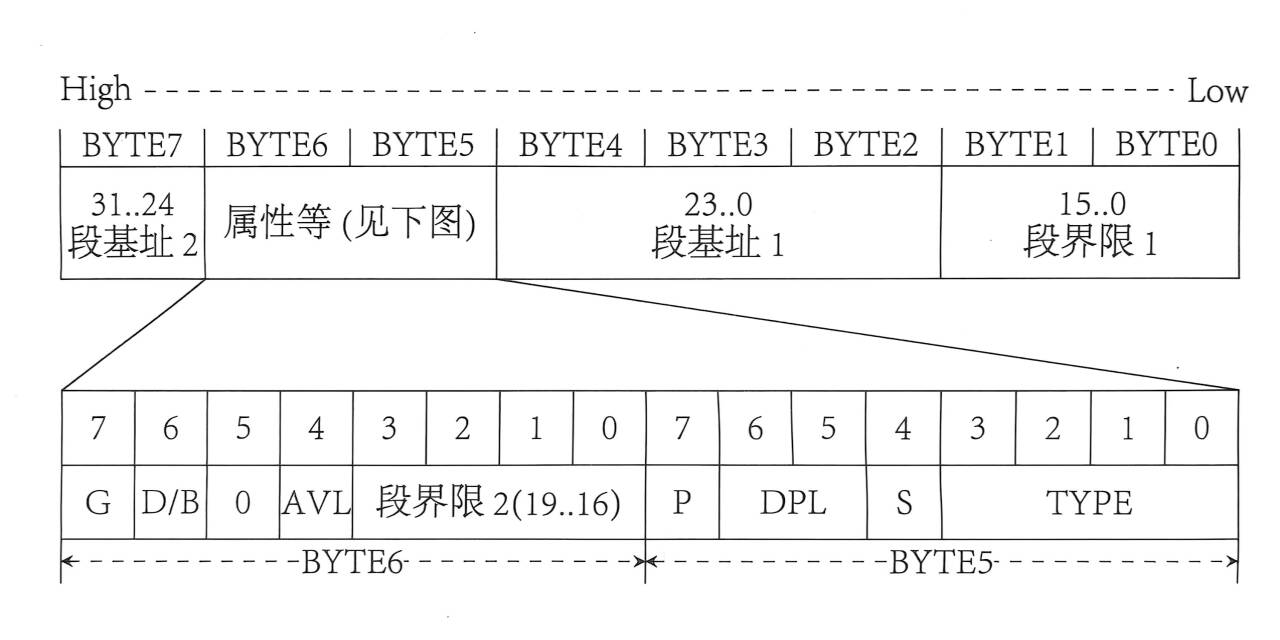 High Low
BYTE7 BYTE6 BYTE5 BYTE4 BYTE3 BYTE2 BYTE1 BYTE0
31..24 23..0 15..0
段基址 2 属性等 (见下图) 段基址 1 段界限 1
7 6 5 4 3 2 1 0 7 6 5 4 3 2 1 0
G D/B 0 AVL 段界限 2(19..16) P DPL S TYPE
BYTE6 BYTE5